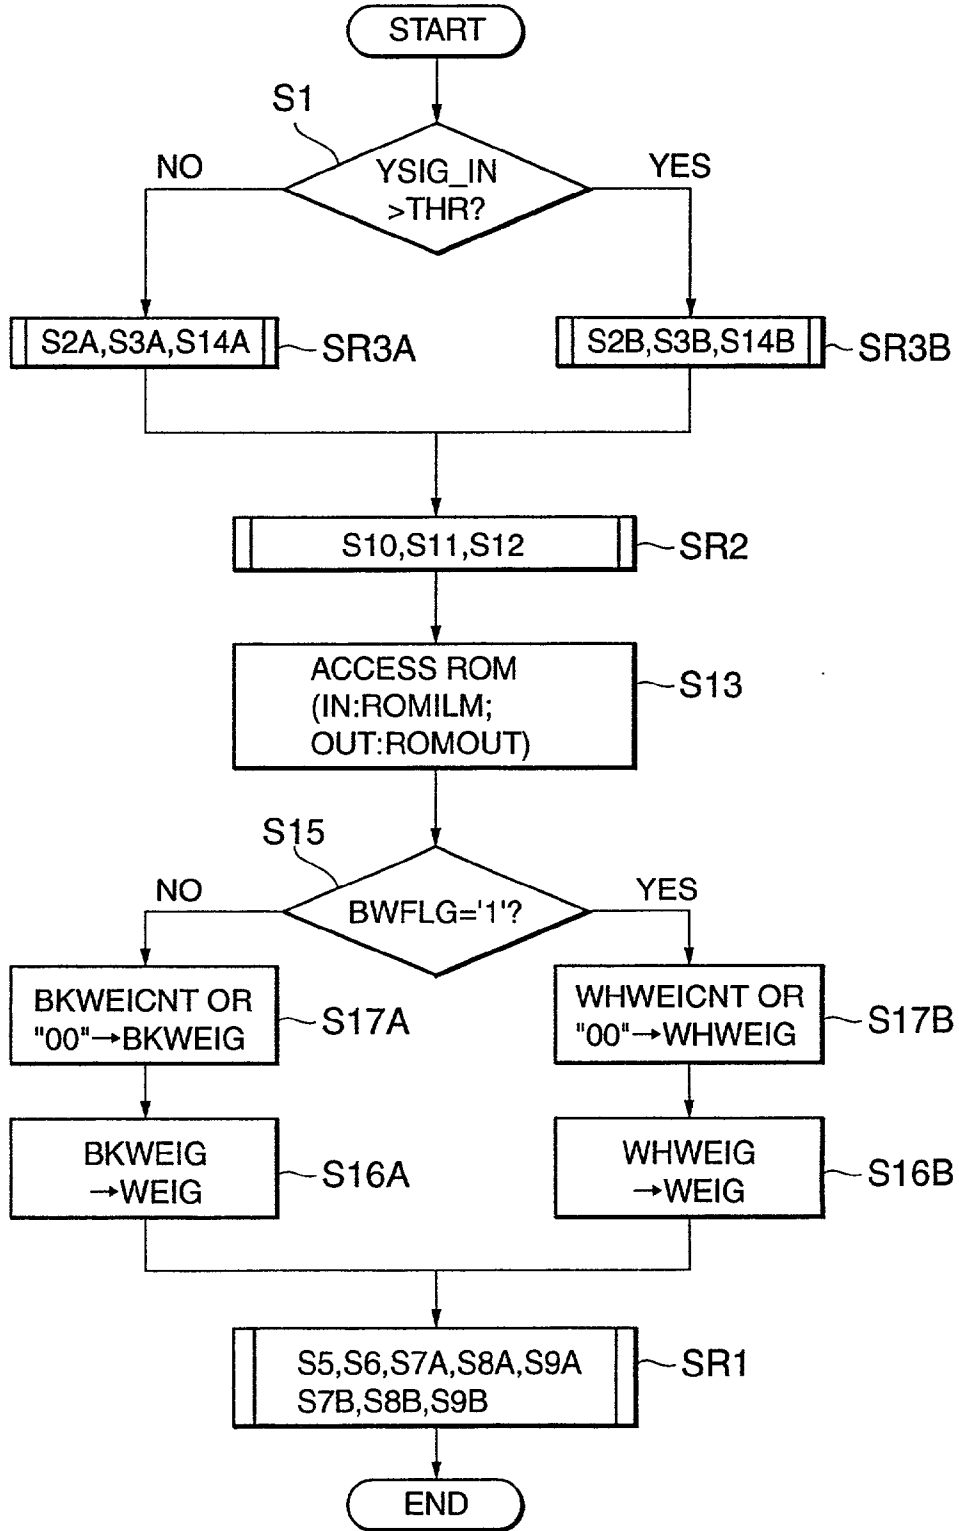 START
S1
NO
YSIG_IN
>THR?
YES
S2A,S3A,S14A
SR3A
S2B,S3B,S14B
SR3B
S10,S11,S12
SR2
ACCESS ROM
(IN:ROMILM;
OUT:ROMOUT)
S13
S15
NO
BWFLG='1'?
YES
BKWEICNT OR
"00"→BKWEIG
S17A
WHWEICNT OR
"00"→WHWEIG
S17B
BKWEIG
→WEIG
S16A
WHWEIG
→WEIG
S16B
S5,S6,S7A,S8A,S9A
S7B,S8B,S9B
SR1
END